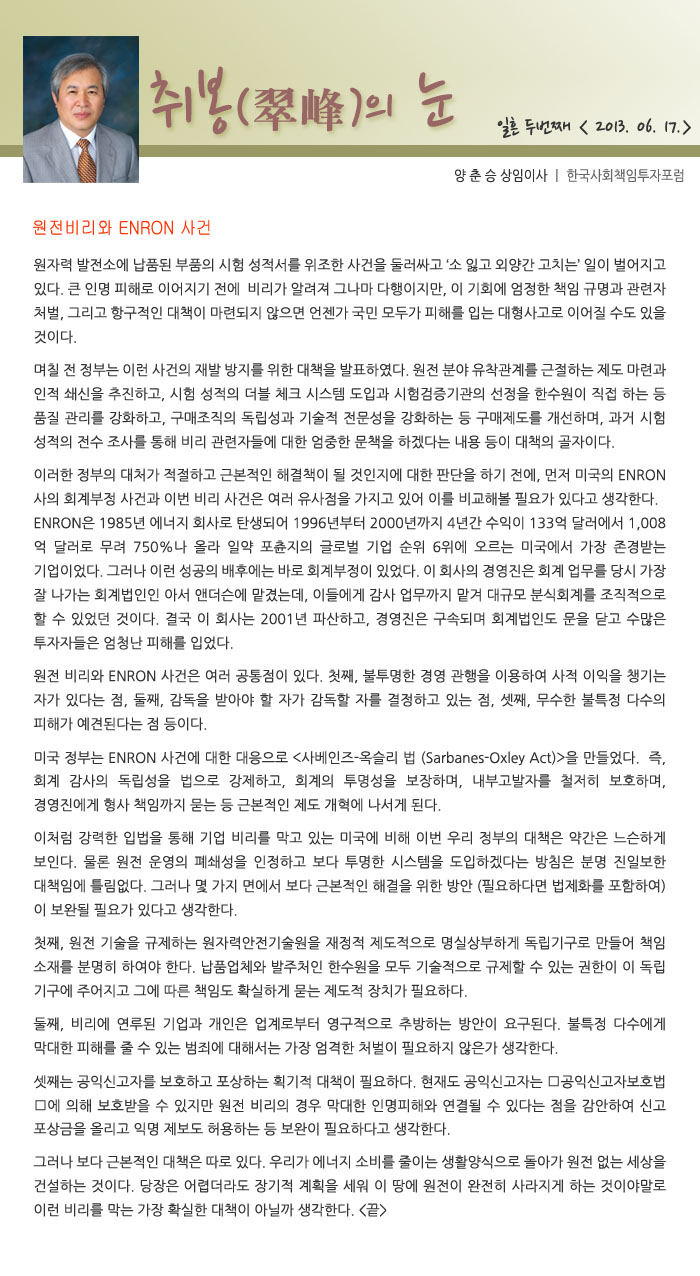 취봉(翠峰)의 눈
일흔 두번째 < 2013. 06. 17.>
양 춘 승 상임이사 | 한국사회책임투자포럼
원전비리와 ENRON 사건
원자력 발전소에 납품된 부품의 시험 성적서를 위조한 사건을 둘러싸고 ‘소 잃고 외양간 고치는’ 일이 벌어지고
있다. 큰 인명 피해로 이어지기 전에 비리가 알려져 그나마 다행이지만, 이 기회에 엄정한 책임 규명과 관련자
처벌, 그리고 항구적인 대책이 마련되지 않으면 언젠가 국민 모두가 피해를 입는 대형사고로 이어질 수도 있을
것이다.
며칠 전 정부는 이런 사건의 재발 방지를 위한 대책을 발표하였다. 원전 분야 유착관계를 근절하는 제도 마련과
인적 쇄신을 추진하고, 시험 성적의 더블 체크 시스템 도입과 시험검증기관의 선정을 한수원이 직접 하는 등
품질 관리를 강화하고, 구매조직의 독립성과 기술적 전문성을 강화하는 등 구매제도를 개선하며, 과거 시험
성적의 전수 조사를 통해 비리 관련자들에 대한 엄중한 문책을 하겠다는 내용 등이 대책의 골자이다.
이러한 정부의 대처가 적절하고 근본적인 해결책이 될 것인지에 대한 판단을 하기 전에, 먼저 미국의 ENRON
사의 회계부정 사건과 이번 비리 사건은 여러 유사점을 가지고 있어 이를 비교해볼 필요가 있다고 생각한다.
ENRON은 1985년 에너지 회사로 탄생되어 1996년부터 2000년까지 4년간 수익이 133억 달러에서 1,008
억 달러로 무려 750%나 올라 일약 포춘지의 글로벌 기업 순위 6위에 오르는 미국에서 가장 존경받는
기업이었다. 그러나 이런 성공의 배후에는 바로 회계부정이 있었다. 이 회사의 경영진은 회계 업무를 당시 가장
잘 나가는 회계법인인 아서 앤더슨에 맡겼는데, 이들에게 감사 업무까지 맡겨 대규모 분식회계를 조직적으로
할 수 있었던 것이다. 결국 이 회사는 2001년 파산하고, 경영진은 구속되며 회계법인도 문을 닫고 수많은
투자자들은 엄청난 피해를 입었다.
원전 비리와 ENRON 사건은 여러 공통점이 있다. 첫째, 불투명한 경영 관행을 이용하여 사적 이익을 챙기는
자가 있다는 점, 둘째, 감독을 받아야 할 자가 감독할 자를 결정하고 있는 점, 셋째, 무수한 불특정 다수의
피해가 예견된다는 점 등이다.
미국 정부는 ENRON 사건에 대한 대응으로 <사베인즈-옥슬리 법 (Sarbanes-Oxley Act)>을 만들었다. 즉,
회계 감사의 독립성을 법으로 강제하고, 회계의 투명성을 보장하며, 내부고발자를 철저히 보호하며,
경영진에게 형사 책임까지 묻는 등 근본적인 제도 개혁에 나서게 된다.
이처럼 강력한 입법을 통해 기업 비리를 막고 있는 미국에 비해 이번 우리 정부의 대책은 약간은 느슨하게
보인다. 물론 원전 운영의 폐쇄성을 인정하고 보다 투명한 시스템을 도입하겠다는 방침은 분명 진일보한
대책임에 틀림없다. 그러나 몇 가지 면에서 보다 근본적인 해결을 위한 방안 (필요하다면 법제화를 포함하여)
이 보완될 필요가 있다고 생각한다.
첫째, 원전 기술을 규제하는 원자력안전기술원을 재정적 제도적으로 명실상부하게 독립기구로 만들어 책임
소재를 분명히 하여야 한다. 납품업체와 발주처인 한수원을 모두 기술적으로 규제할 수 있는 권한이 이 독립
기구에 주어지고 그에 따른 책임도 확실하게 묻는 제도적 장치가 필요하다.
둘째, 비리에 연루된 기업과 개인은 업계로부터 영구적으로 추방하는 방안이 요구된다. 불특정 다수에게
막대한 피해를 줄 수 있는 범죄에 대해서는 가장 엄격한 처벌이 필요하지 않은가 생각한다.
셋째는 공익신고자를 보호하고 포상하는 획기적 대책이 필요하다. 현재도 공익신고자는 □공익신고자보호법
□에 의해 보호받을 수 있지만 원전 비리의 경우 막대한 인명피해와 연결될 수 있다는 점을 감안하여 신고
포상금을 올리고 익명 제보도 허용하는 등 보완이 필요하다고 생각한다.
그러나 보다 근본적인 대책은 따로 있다. 우리가 에너지 소비를 줄이는 생활양식으로 돌아가 원전 없는 세상을
건설하는 것이다. 당장은 어렵더라도 장기적 계획을 세워 이 땅에 원전이 완전히 사라지게 하는 것이야말로
이런 비리를 막는 가장 확실한 대책이 아닐까 생각한다. <끝>